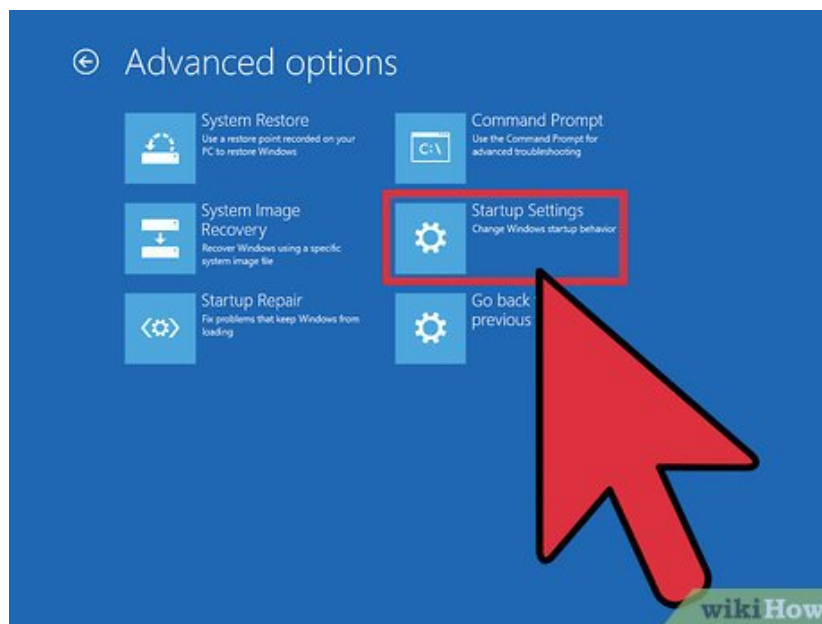 Advanced options
System Restore
Use a restore point recorded on your
PC to restore Windows
Command Prompt
Use the Command Prompt for
advanced troubleshooting
System Image
Recovery
Recover Windows using a specific
system image file
Startup Settings
Change Windows startup behavior
Startup Repair
Fix problems that keep Windows from
loading
Go back
previous
C:\
wikiHow